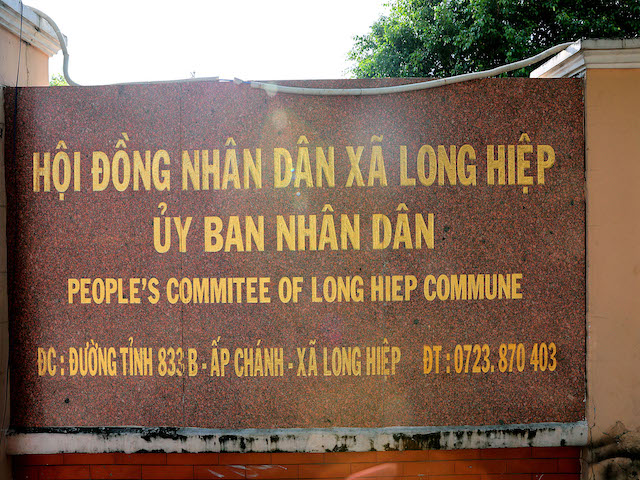 HỘI ĐỒNG NHÂN DÂN XÃ LONG HIỆP
ỦY BAN NHÂN DÂN
PEOPLE'S COMMITEE OF LONG HIEP COMMUNE
ĐC : ĐƯỜNG TỈNH 833 B - ẤP CHÁNH - XÃ LONG HIỆP ĐT : 0723. 870 403